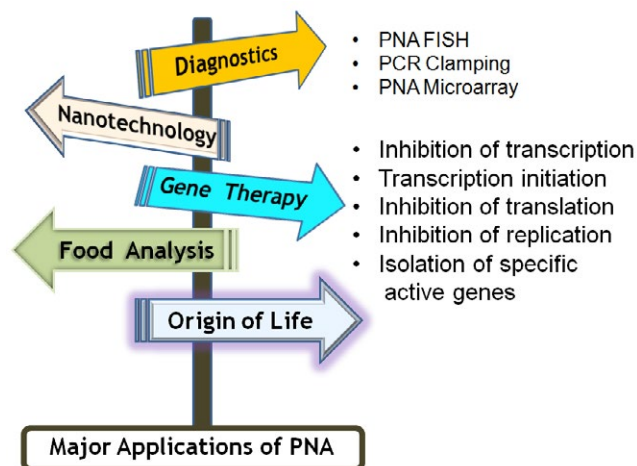 Diagnostics
• PNA FISH
• PCR Clamping
• PNA Microarray
Nanotechnology
Gene Therapy
• Inhibition of transcription
• Transcription initiation
• Inhibition of translation
• Inhibition of replication
• Isolation of specific
active genes
Food Analysis
Origin of Life
Major Applications of PNA